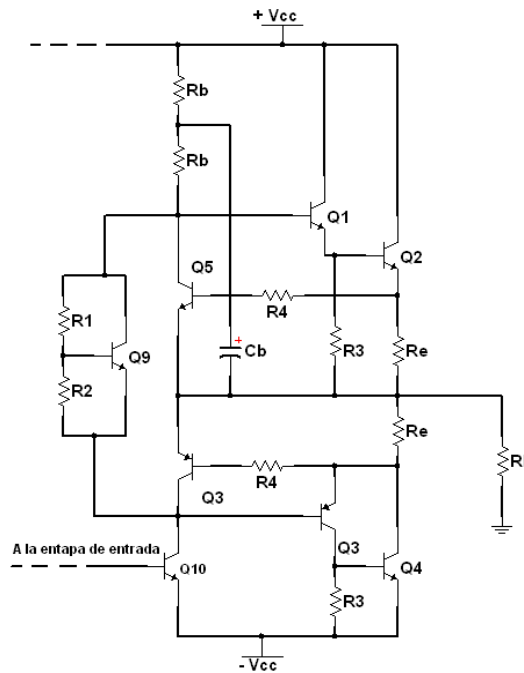 + Vcc
Rb
Rb
Q1
Q5
Q2
R4
R1
Q9
Cb
+
R3
Re
R2
Re
R4
Q3
Q3
A la entapa de entrada
Q10
R3
Q4
- Vcc